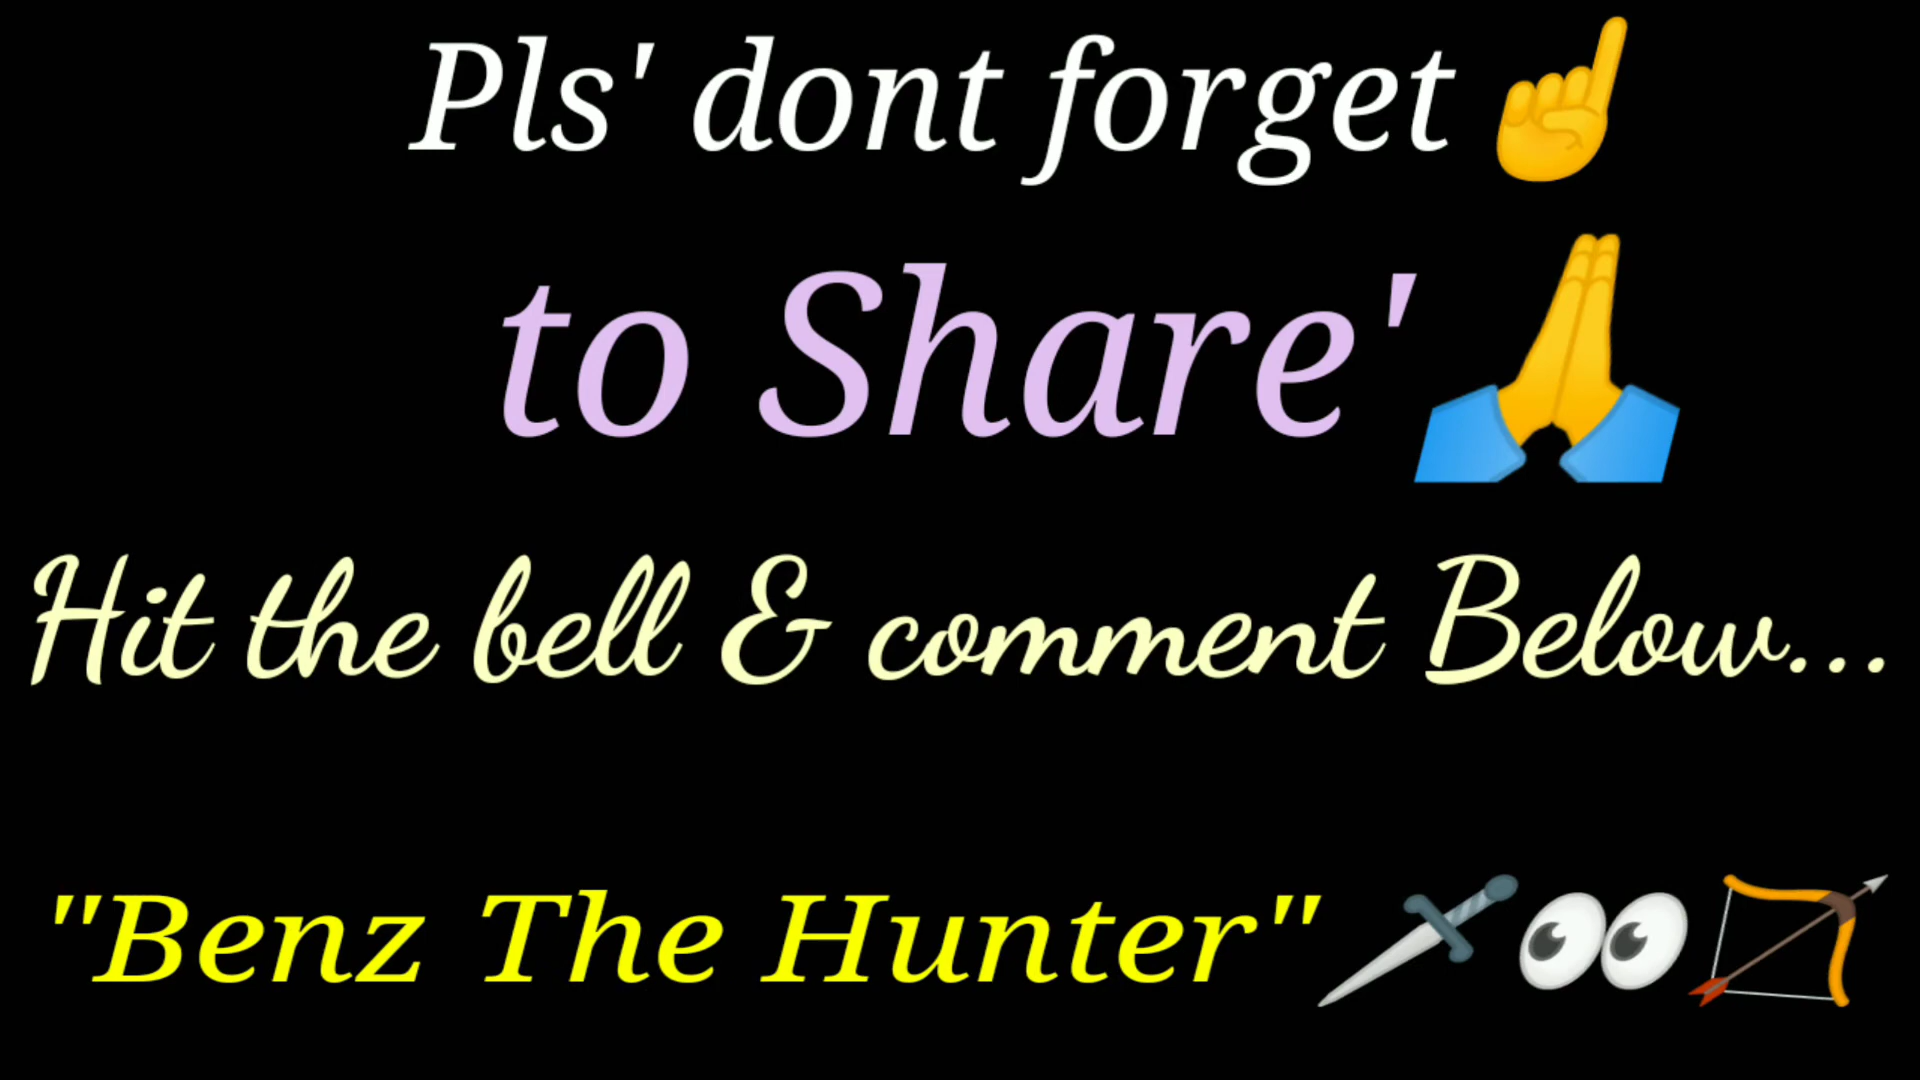 Pls' dont forget ☝️
to Share' 🙏
Hit the bell & comment Below...
"Benz The Hunter" 🗡️👀🏹